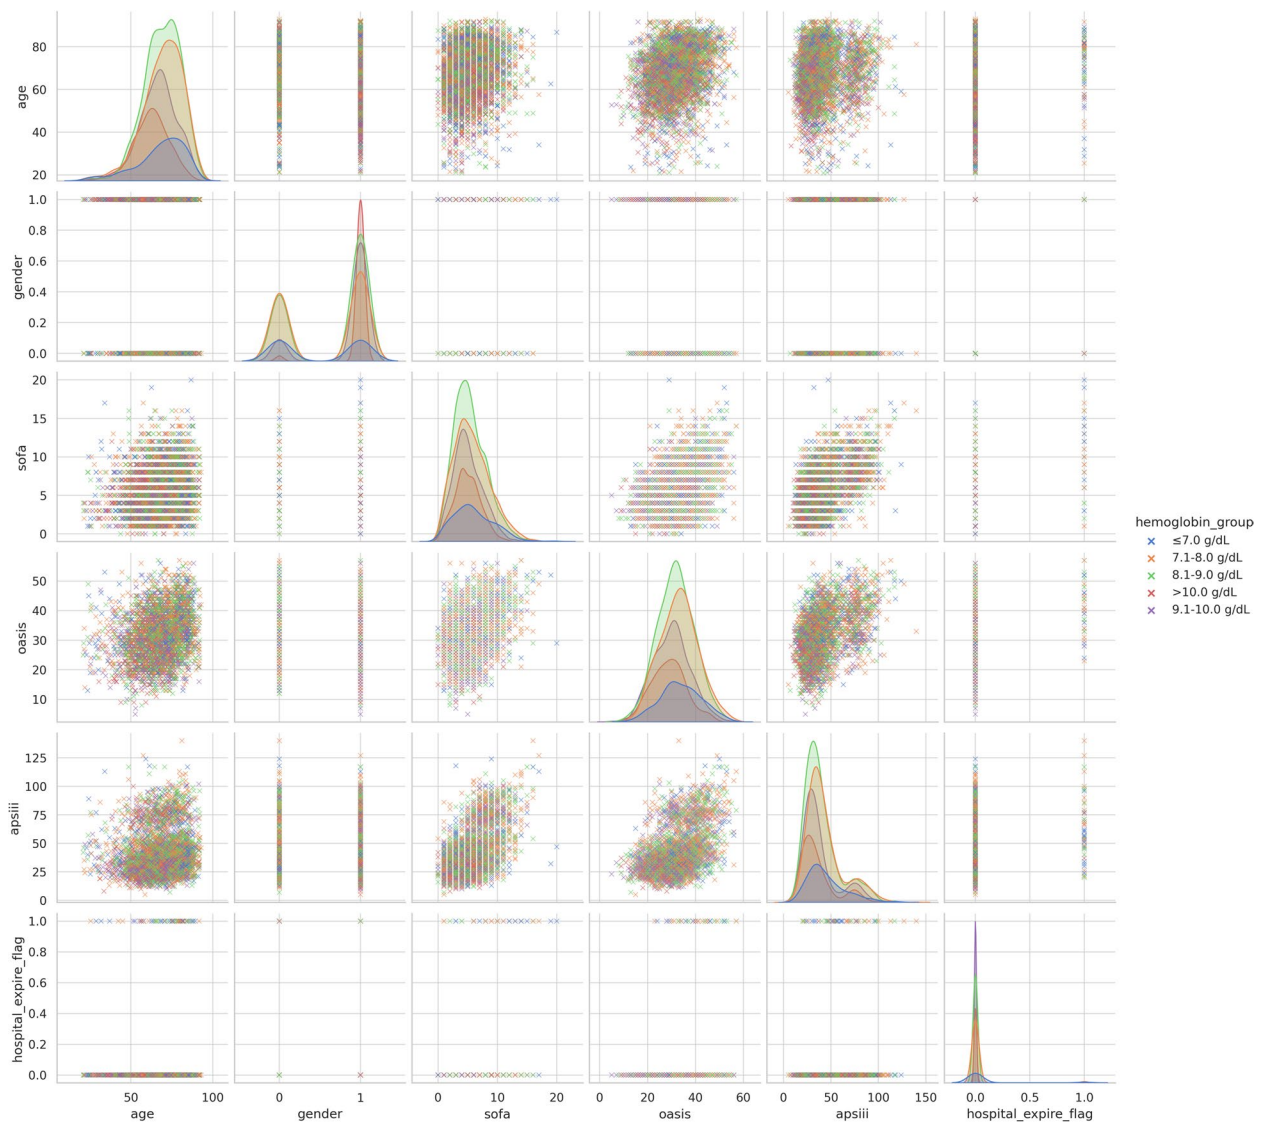 80
60
40
20
age
1.0
0.8
0.6
0.4
0.2
0.0
gender
20
15
10
5
0
sofa
50
40
30
20
10
oasis
125
100
75
50
25
0
apsiii
1.0
0.8
0.6
0.4
0.2
0.0
hospital_expire_flag
50 100
age
0 1
gender
0 10 20
sofa
0 20 40 60
oasis
0 50 100 150
apsiii
0.0 0.5 1.0
hospital_expire_flag
hemoglobin_group
≤7.0 g/dL
7.1-8.0 g/dL
8.1-9.0 g/dL
>10.0 g/dL
9.1-10.0 g/dL